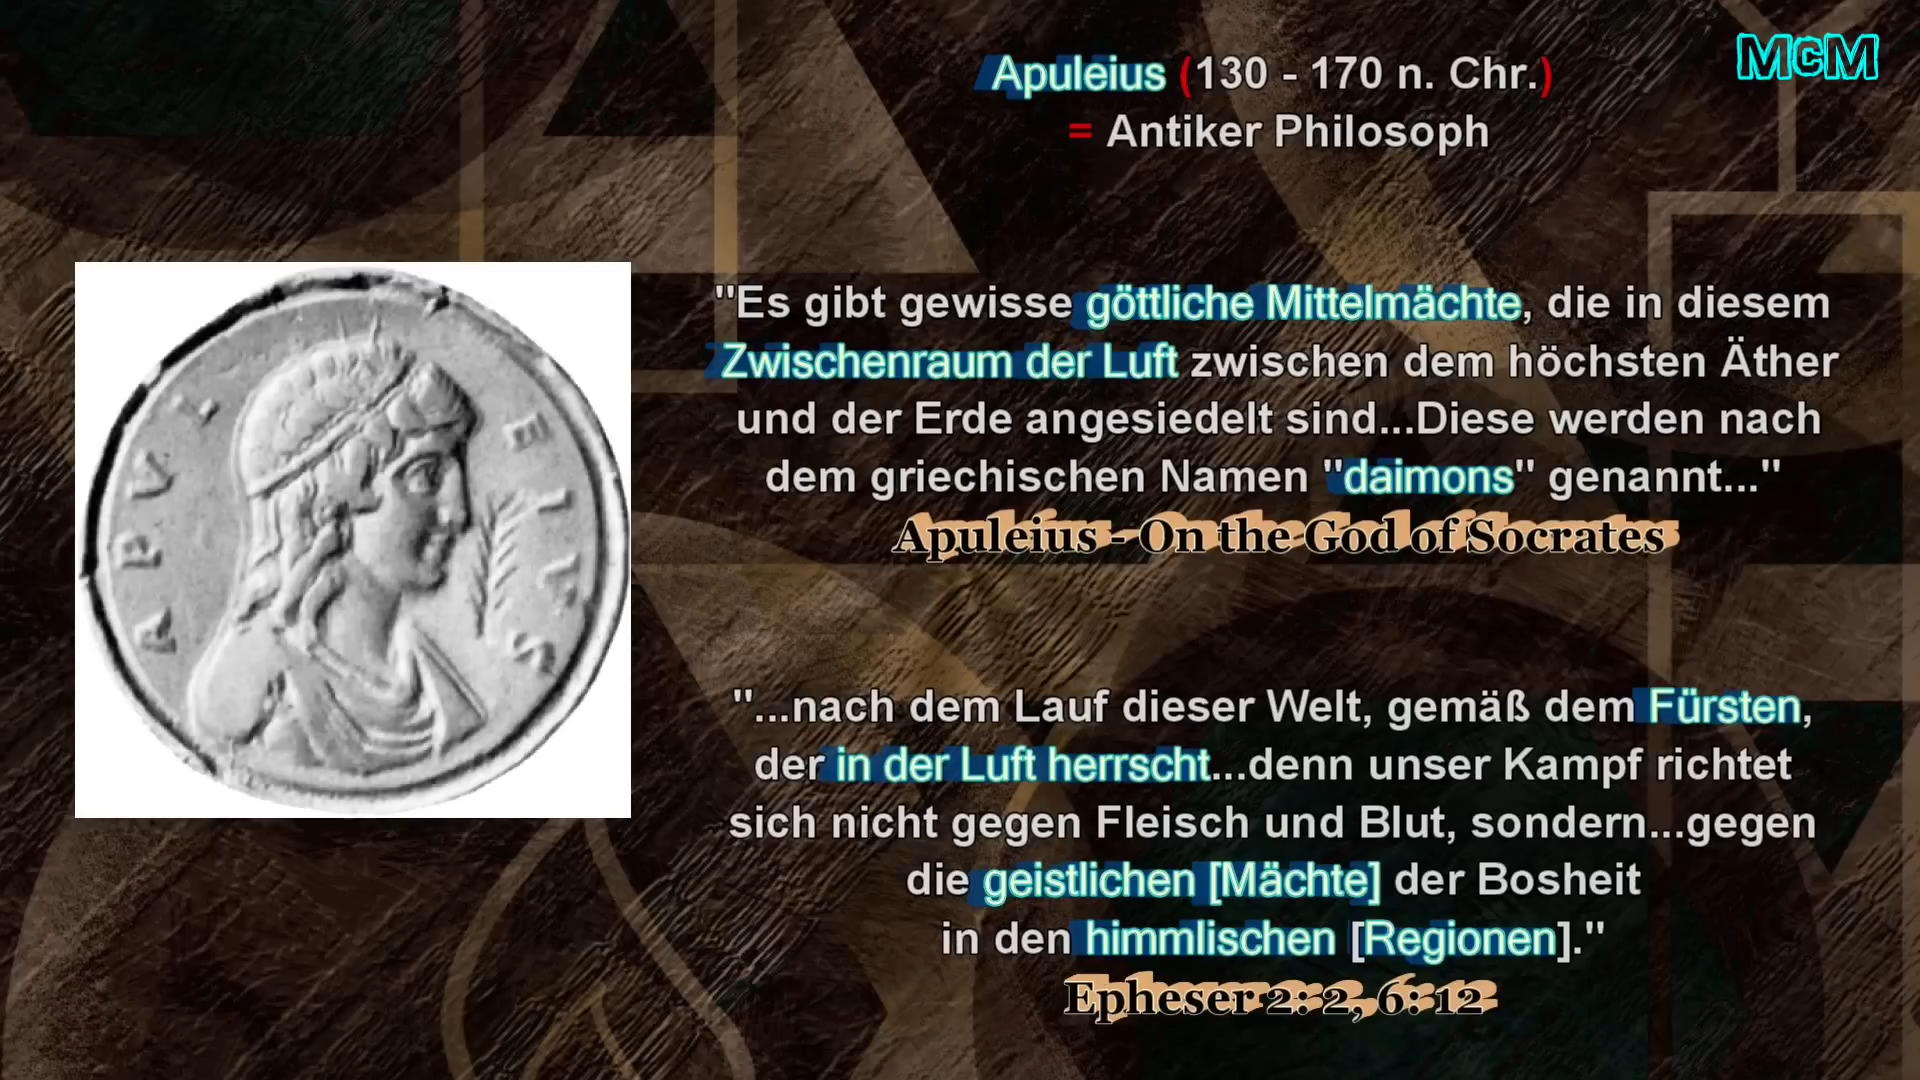 McM
Apuleius (130 - 170 n. Chr.)
= Antiker Philosoph
APVLEIVS
"Es gibt gewisse göttliche Mittelmächte, die in diesem
Zwischenraum der Luft zwischen dem höchsten Äther
und der Erde angesiedelt sind...Diese werden nach
dem griechischen Namen "daimons" genannt..."
Apuleius - On the God of Socrates
"...nach dem Lauf dieser Welt, gemäß dem Fürsten,
der in der Luft herrscht...denn unser Kampf richtet
sich nicht gegen Fleisch und Blut, sondern...gegen
die geistlichen [Mächte] der Bosheit
in den himmlischen [Regionen]."
Epheser 2: 2, 6: 12